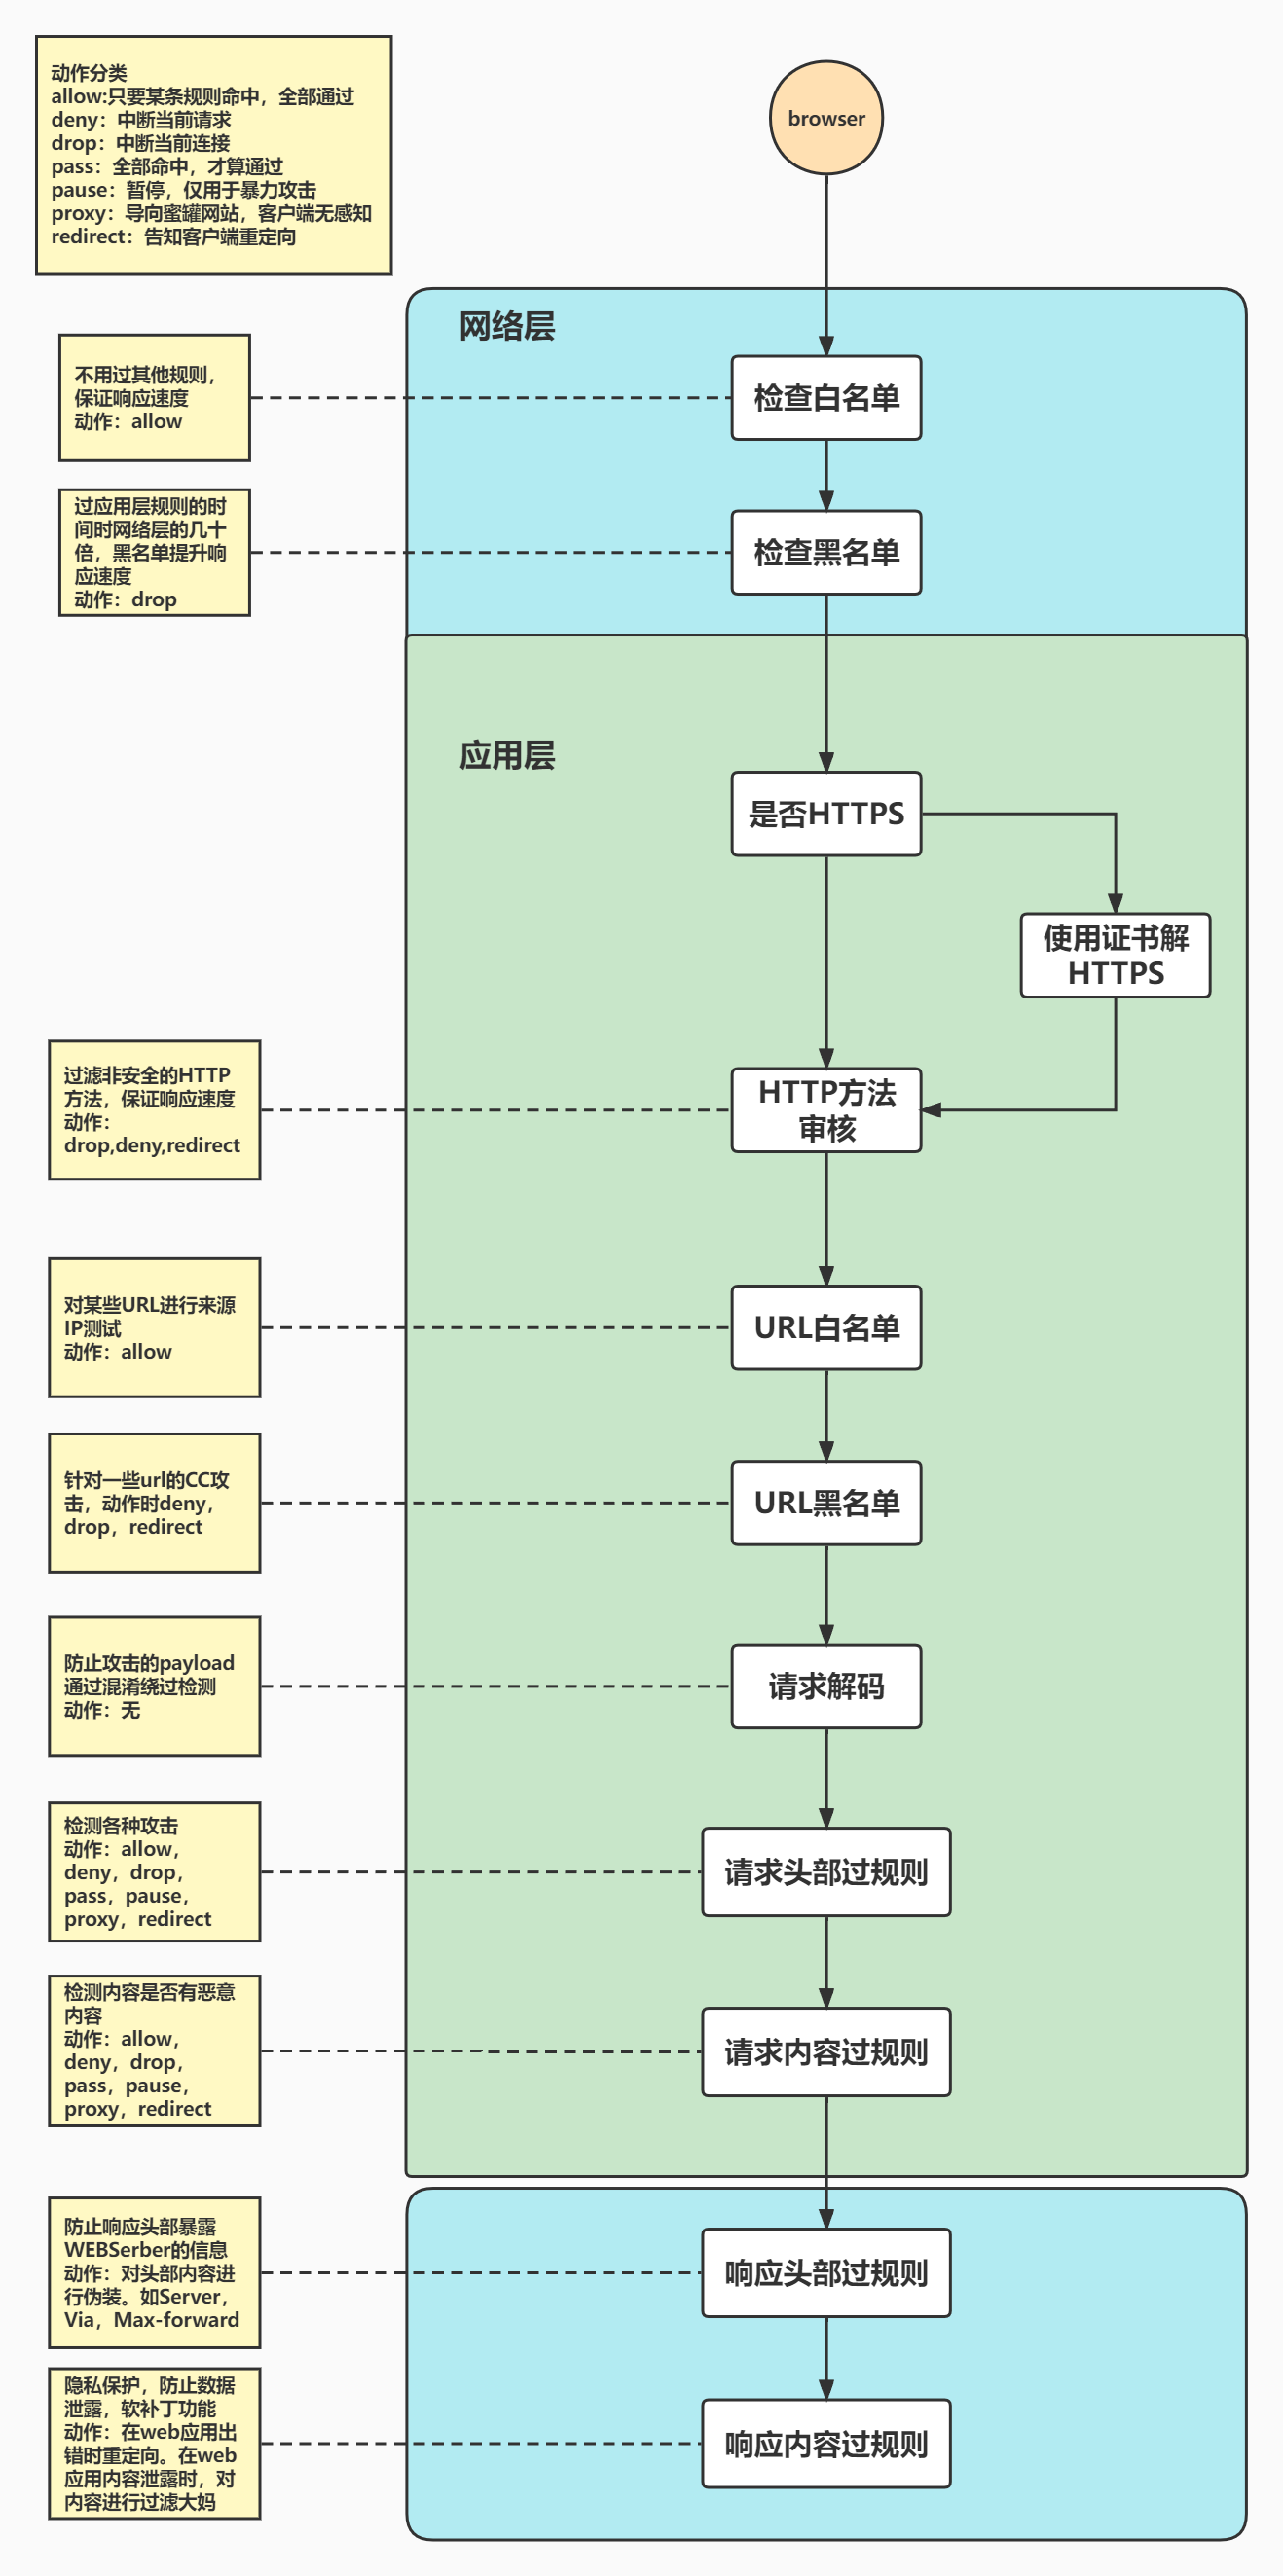 动作分类
allow:只要某条规则命中，全部通过
deny：中断当前请求
drop：中断当前连接
pass：全部命中，才算通过
pause：暂停，仅用于暴力攻击
proxy：导向蜜罐网站，客户端无感知
redirect：告知客户端重定向
browser
网络层
不用过其他规则，
保证响应速度
动作：allow
检查白名单
过应用层规则的时
间时网络层的几十
倍，黑名单提升响
应速度
动作：drop
检查黑名单
应用层
是否HTTPS
使用证书解
HTTPS
过滤非安全的HTTP
方法，保证响应速度
动作：
drop,deny,redirect
HTTP方法
审核
对某些URL进行来源
IP测试
动作：allow
URL白名单
针对一些url的CC攻
击，动作时deny，
drop，redirect
URL黑名单
防止攻击的payload
通过混淆绕过检测
动作：无
请求解码
检测各种攻击
动作：allow，
deny，drop，
pass，pause，
proxy，redirect
请求头部过规则
检测内容是否有恶意
内容
动作：allow，
deny，drop，
pass，pause，
proxy，redirect
请求内容过规则
防止响应头部暴露
WEBSerber的信息
动作：对头部内容进
行伪装。如Server，
Via，Max-forward
响应头部过规则
隐私保护，防止数据
泄露，软补丁功能
动作：在web应用出
错时重定向。在web
应用内容泄露时，对
内容进行过滤大妈
响应内容过规则